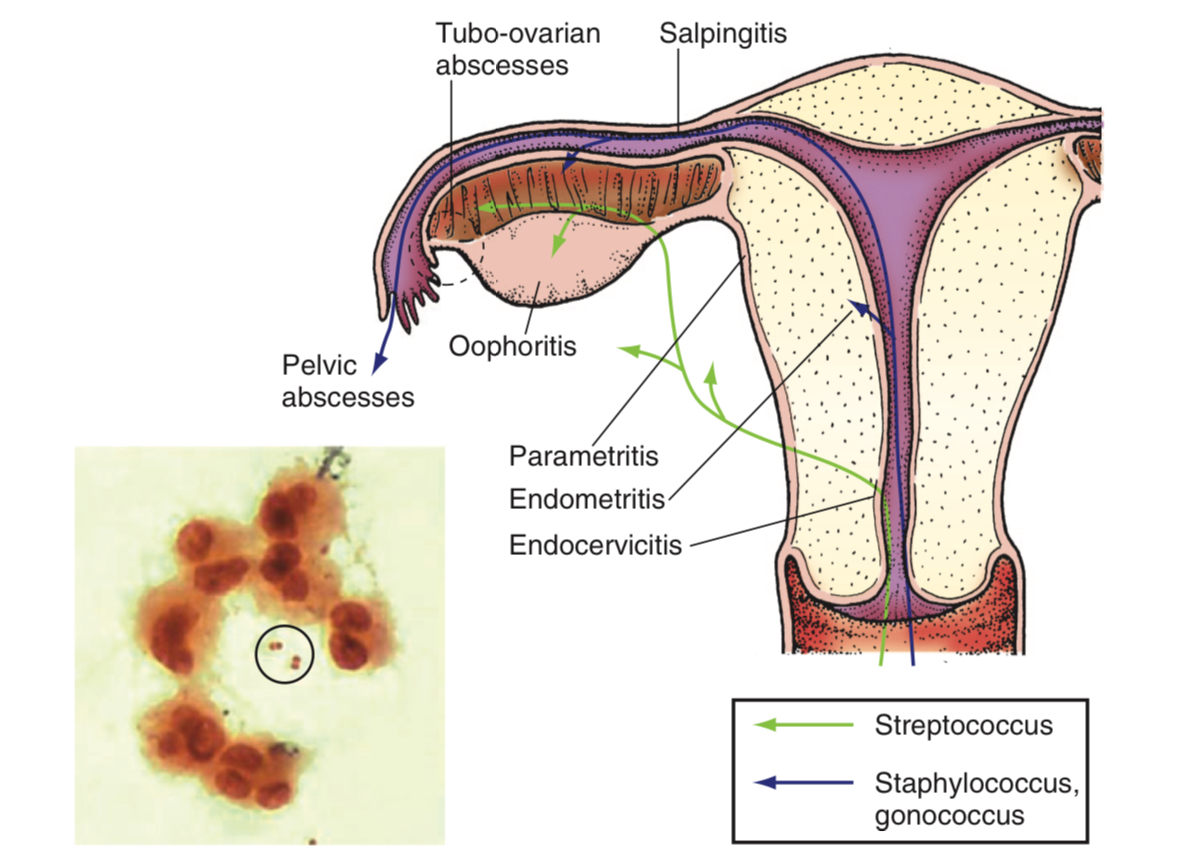 Tubo-ovarian
abscesses
Salpingitis
Oophoritis
Pelvic
abscesses
Parametritis
Endometritis
Endocervicitis
Streptococcus
Staphylococcus,
gonococcus